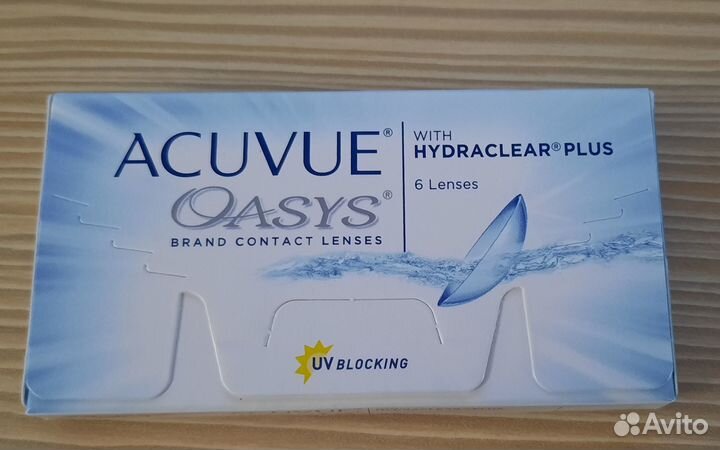 ACUVUE®
OASYS®
BRAND CONTACT LENSES
WITH
HYDRACLEAR® PLUS
6 Lenses
UV BLOCKING
Avito